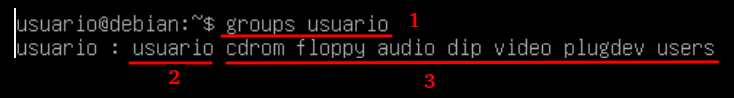 usuario@debian:~$ groups usuario 1
usuario : usuario cdrom floppy audio dip video plugdev users
2 3